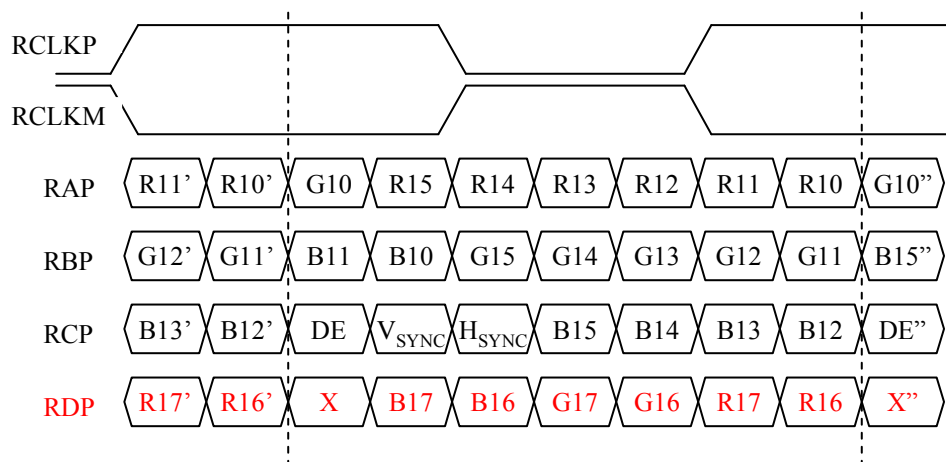 RCLKP
RCLKM
RAP R11’ R10’ G10 R15 R14 R13 R12 R11 R10 G10”
RBP G12’ G11’ B11 B10 G15 G14 G13 G12 G11 B15”
RCP B13’ B12’ DE VSYNC HSYNC B15 B14 B13 B12 DE”
RDP R17’ R16’ X B17 B16 G17 G16 R17 R16 X”